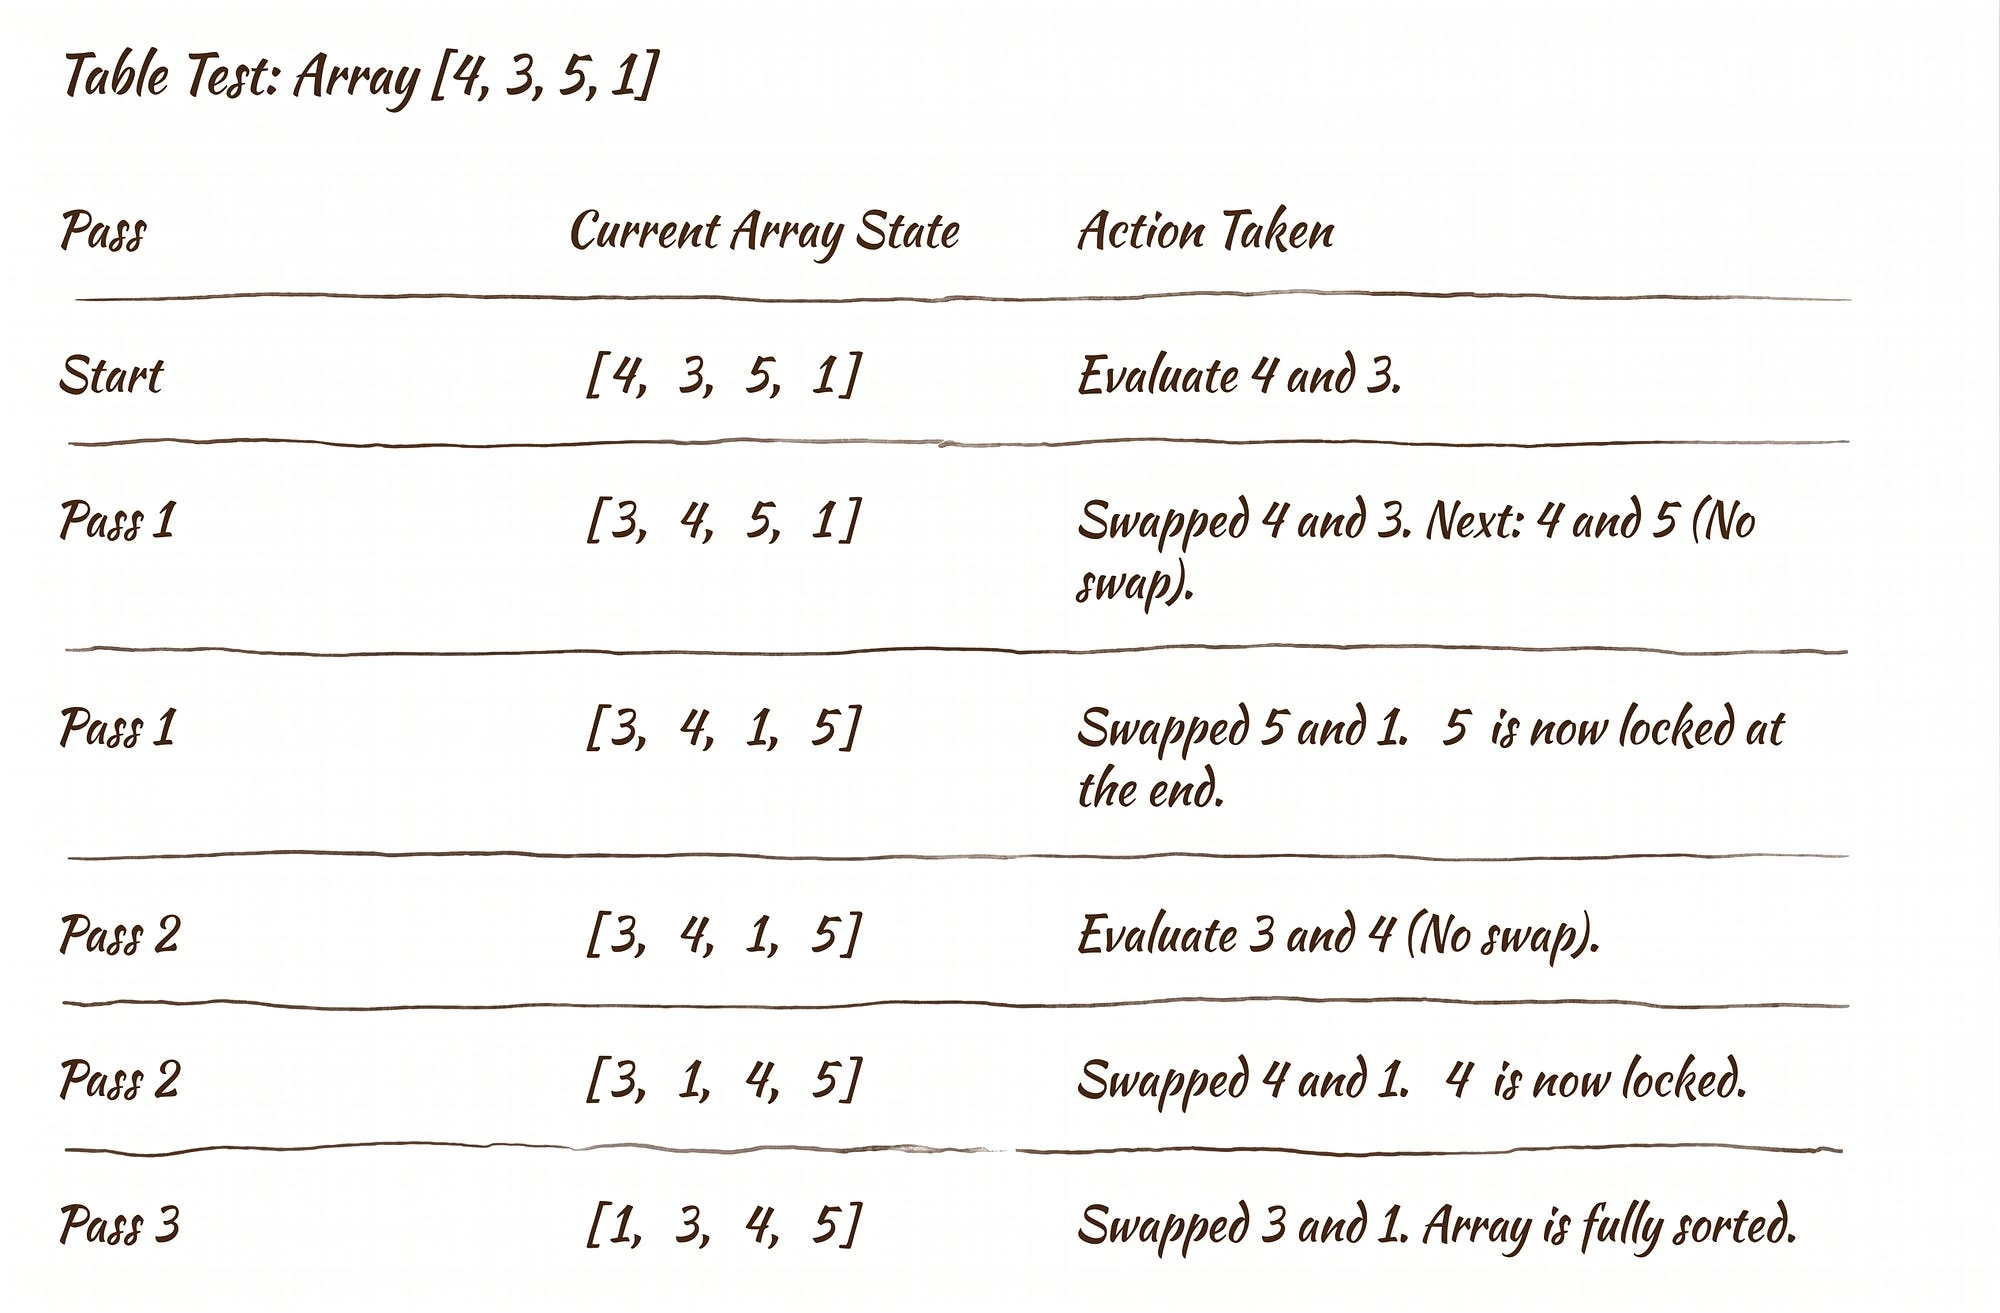 Table Test: Array [4, 3, 5, 1]
Pass Current Array State Action Taken
Start [4, 3, 5, 1] Evaluate 4 and 3.
Pass 1 [3, 4, 5, 1] Swapped 4 and 3. Next: 4 and 5 (No
swap).
Pass 1 [3, 4, 1, 5] Swapped 5 and 1. 5 is now locked at
the end.
Pass 2 [3, 4, 1, 5] Evaluate 3 and 4 (No swap).
Pass 2 [3, 1, 4, 5] Swapped 4 and 1. 4 is now locked.
Pass 3 [1, 3, 4, 5] Swapped 3 and 1. Array is fully sorted.